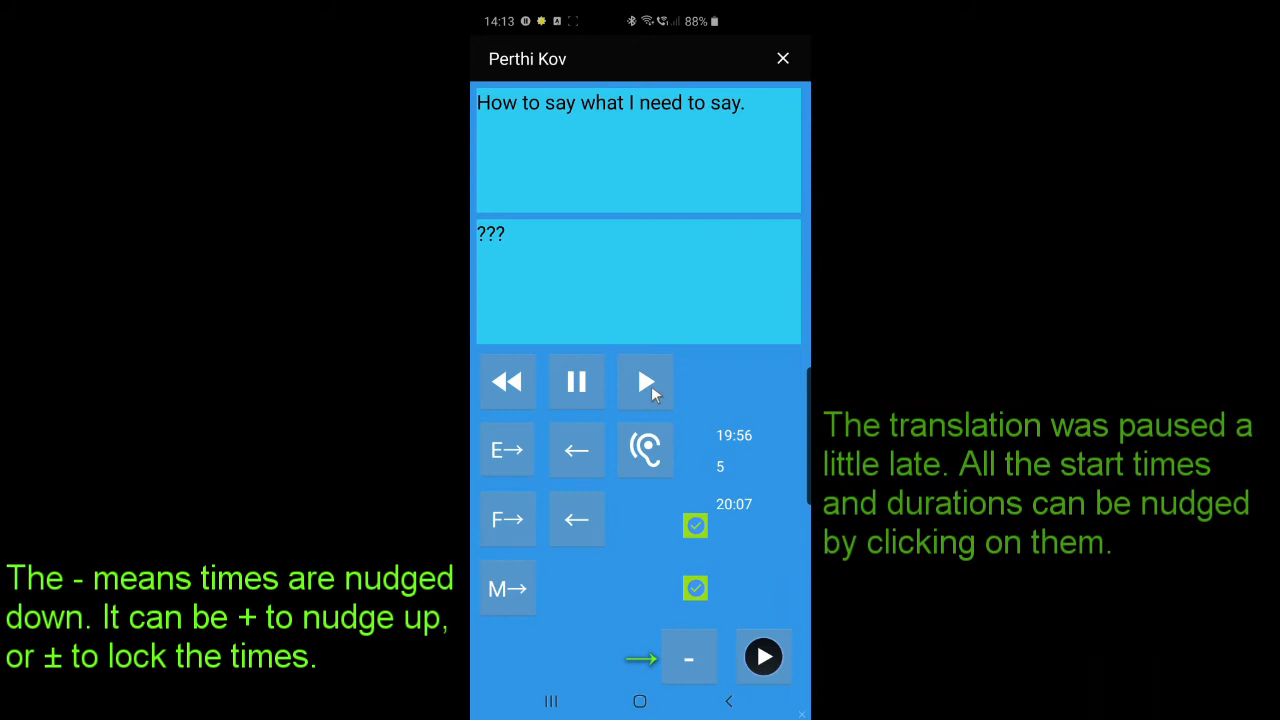 14:13
88%
Perthi Kov
How to say what I need to say.
???
E→ ←
19:56
5
F→ ←
20:07
M→
-
The - means times are nudged
down. It can be + to nudge up,
or ± to lock the times.
The translation was paused a
little late. All the start times
and durations can be nudged
by clicking on them.